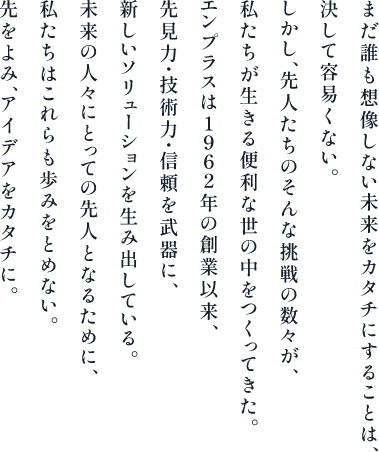 まだ誰も想像しない未来をカタチにすることは、
決して容易くない。
しかし、先人たちのそんな挑戦の数々が、
私たちが生きる便利な世の中をつくってきた。
エンプラスは1962年の創業以来、
先見力・技術力・信頼を武器に、
新しいソリューションを生み出している。
未来の人々にとっての先人となるために、
私たちはこれらも歩みをとめない。
先をよみ、アイデアをカタチに。